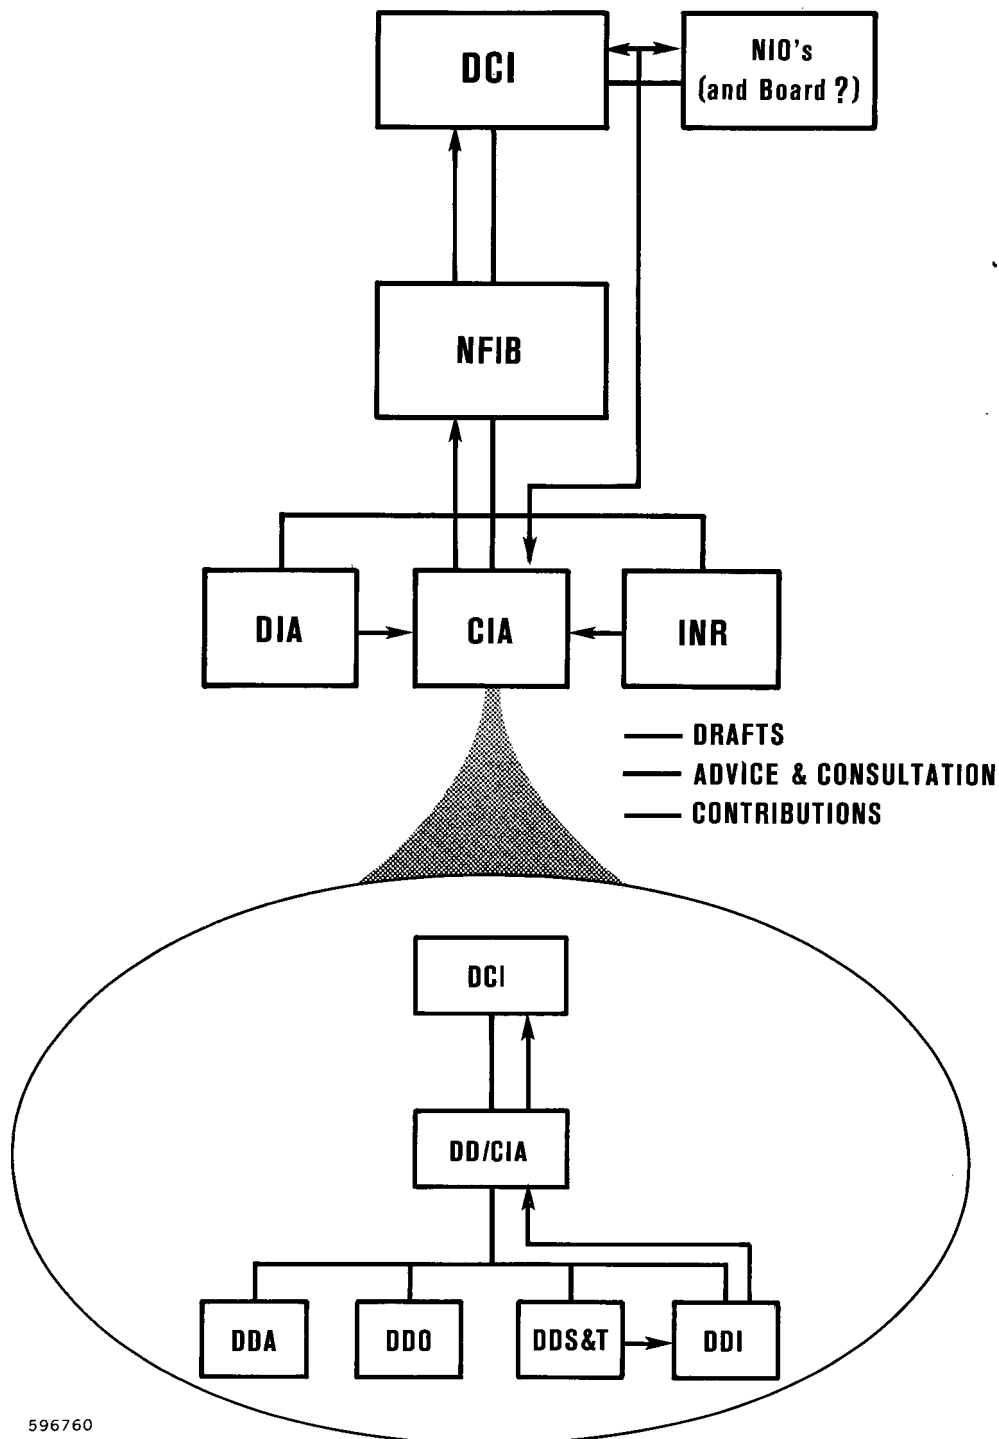 DCI
NIO's
(and Board ?)
NFIB
DIA
CIA
INR
DRAFTS
ADVICE & CONSULTATION
CONTRIBUTIONS
DCI
DD/CIA
DDA
DDO
DDS&T
DDI
596760